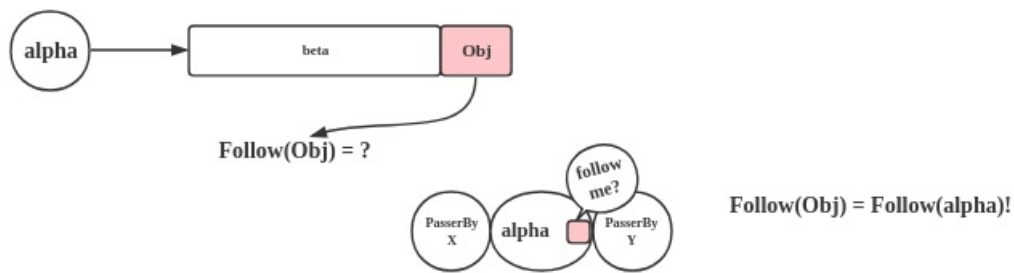 alpha
beta
Obj
Follow(Obj) = ?
follow
me?
PasserBy
X
alpha
PasserBy
Y
Follow(Obj) = Follow(alpha)!